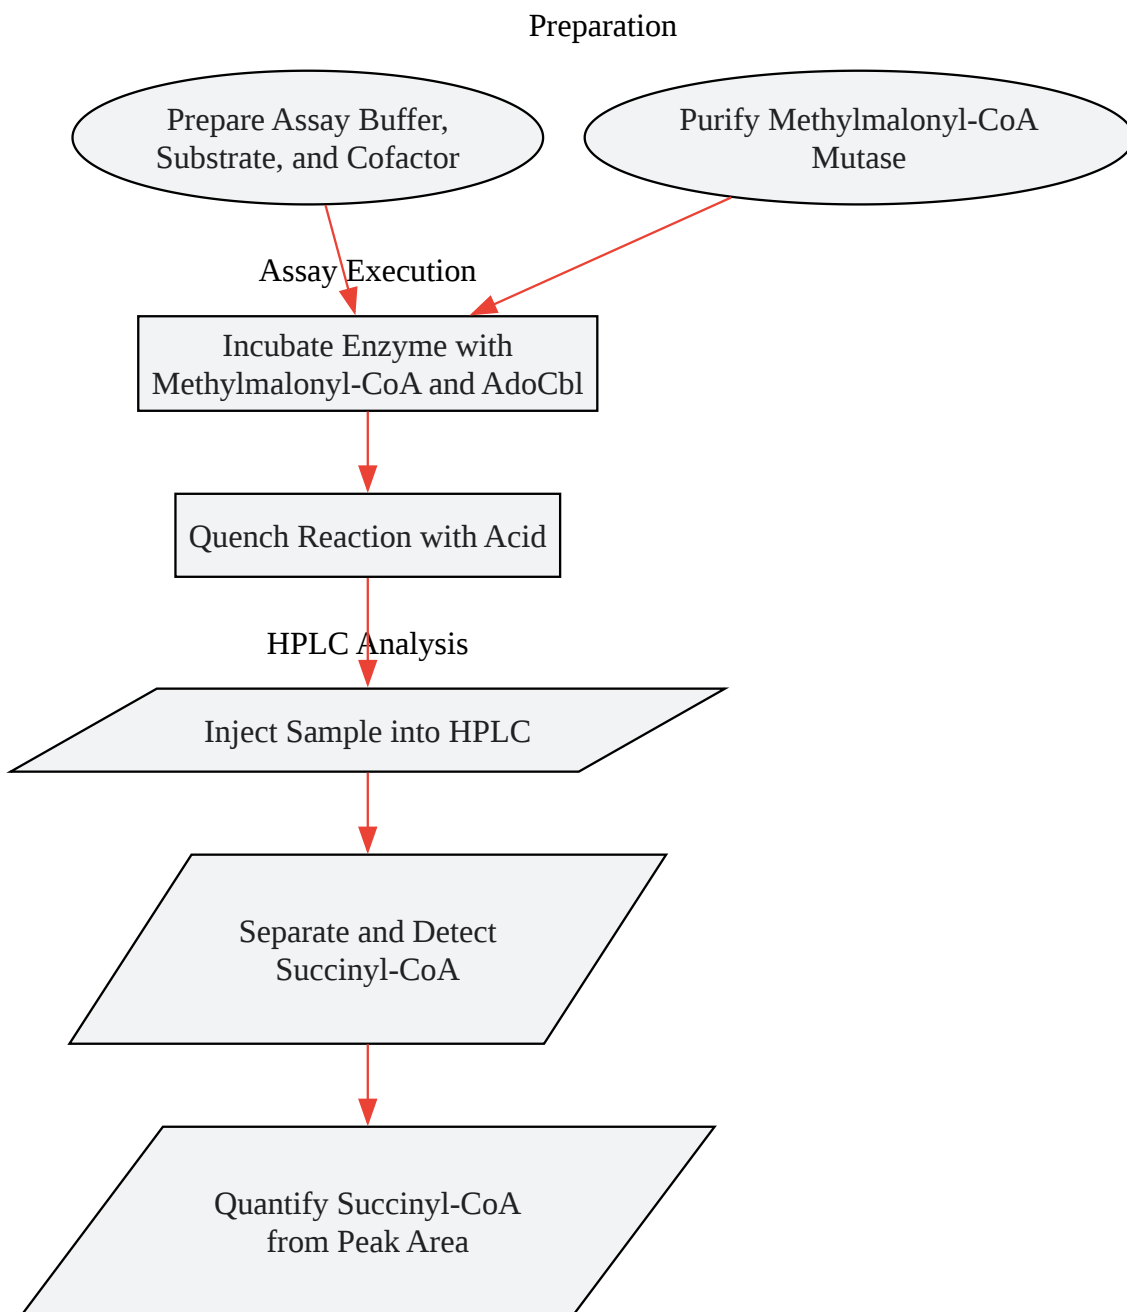 Preparation
Prepare Assay Buffer,
Substrate, and Cofactor
Purify Methylmalonyl-CoA
Mutase
Assay Execution
Incubate Enzyme with
Methylmalonyl-CoA and AdoCbl
Quench Reaction with Acid
HPLC Analysis
Inject Sample into HPLC
Separate and Detect
Succinyl-CoA
Quantify Succinyl-CoA
from Peak Area